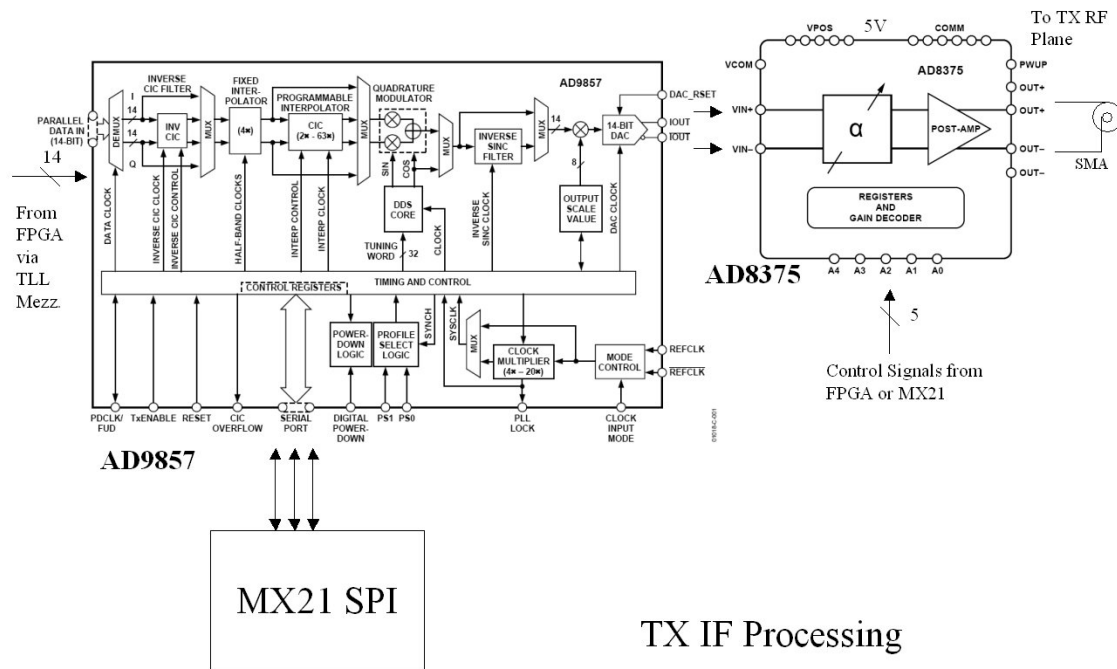 To TX RF
Plane
VPOS
5V
COMM
AD9857
INVERSE
CIC FILTER
FIXED
INTER-
POLATOR
PROGRAMMABLE
INTERPOLATOR
QUADRATURE
MODULATOR
VCOM
AD8375
PWUP
OUT+
PARALLEL
DATA IN
(14-BIT)
14
DEMUX
I
14
14
Q
INV
CIC
MUX
(4×)
CIC
(2× - 63×)
MUX
MUX
INVERSE
SINC
FILTER
MUX
14
14-BIT
DAC
DAC_RSET
IOUT
IOUT
VIN+
VIN–
α
POST-AMP
OUT+
OUT–
OUT–
SMA
From
FPGA
via
TLL
Mezz.
DATA CLOCK
INVERSE CIC CLOCK
INVERSE CIC CONTROL
HALF-BAND CLOCKS
INTERP CONTROL
INTERP CLOCK
SIN
COS
DDS
CORE
TUNING
WORD
32
CLOCK
INVERSE
SINC CLOCK
8
OUTPUT
SCALE
VALUE
DAC CLOCK
REGISTERS
AND
GAIN DECODER
AD8375
A4
A3
A2
A1
A0
5
Control Signals from
FPGA or MX21
TIMING AND CONTROL
CONTROL REGISTERS
POWER-
DOWN
LOGIC
PROFILE
SELECT
LOGIC
SYNCH
SYSCLK
MUX
CLOCK
MULTIPLIER
(4× – 20×)
MODE
CONTROL
REFCLK
REFCLK
PDCLK/
FUD
TxENABLE
RESET
CIC
OVERFLOW
SERIAL
PORT
DIGITAL
POWER-
DOWN
PS1
PS0
PLL
LOCK
CLOCK
INPUT
MODE
01018-C-001
AD9857
MX21 SPI
TX IF Processing